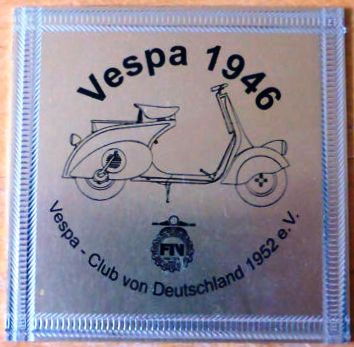 Vespa 1946
FIV
Vespa - Club von Deutschland 1952 e. V.